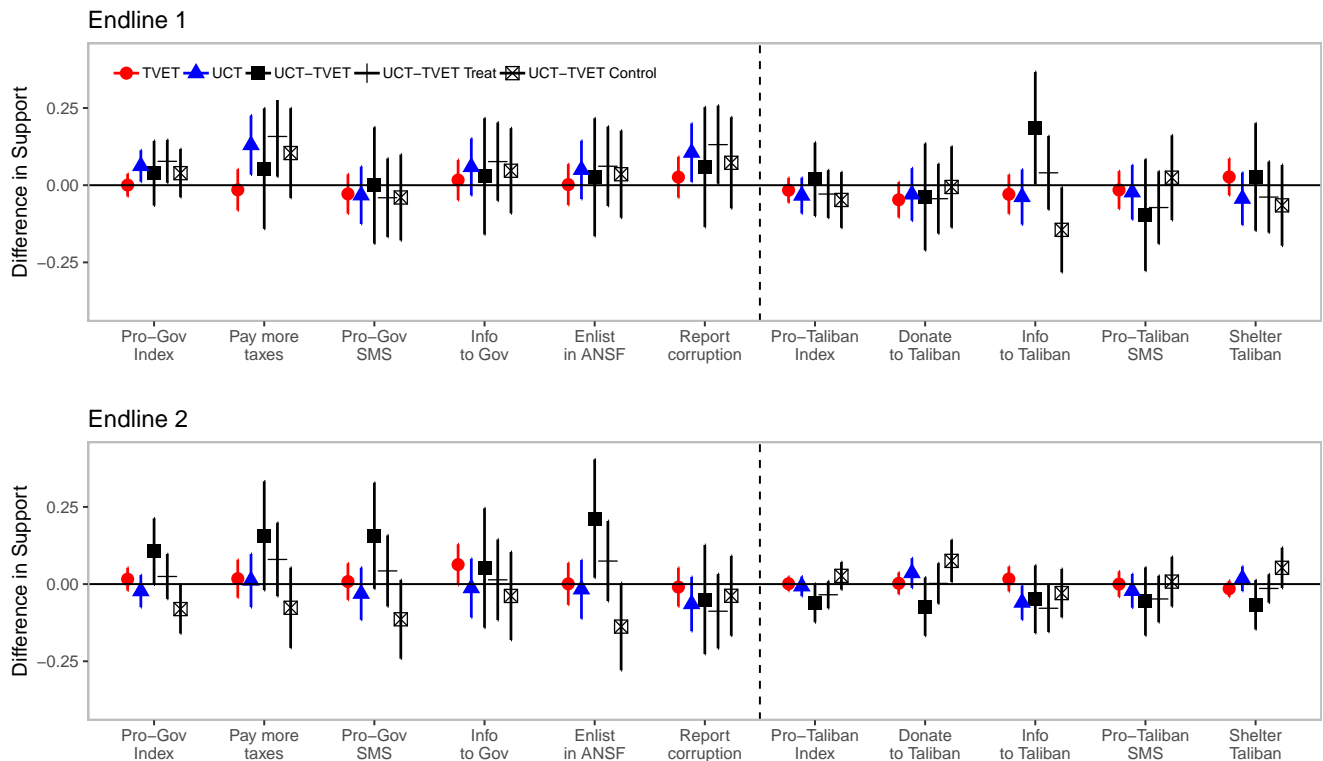 Endline 1
TVET UCT UCT−TVET UCT−TVET Treat UCT−TVET Control
Difference in Support
0.25
0.00
−0.25
Pro−Gov Index
Pay more taxes
Pro−Gov SMS
Info to Gov
Enlist in ANSF
Report corruption
Pro−Taliban Index
Donate to Taliban
Info to Taliban
Pro−Taliban SMS
Shelter Taliban
Endline 2
Difference in Support
0.25
0.00
−0.25
Pro−Gov Index
Pay more taxes
Pro−Gov SMS
Info to Gov
Enlist in ANSF
Report corruption
Pro−Taliban Index
Donate to Taliban
Info to Taliban
Pro−Taliban SMS
Shelter Taliban